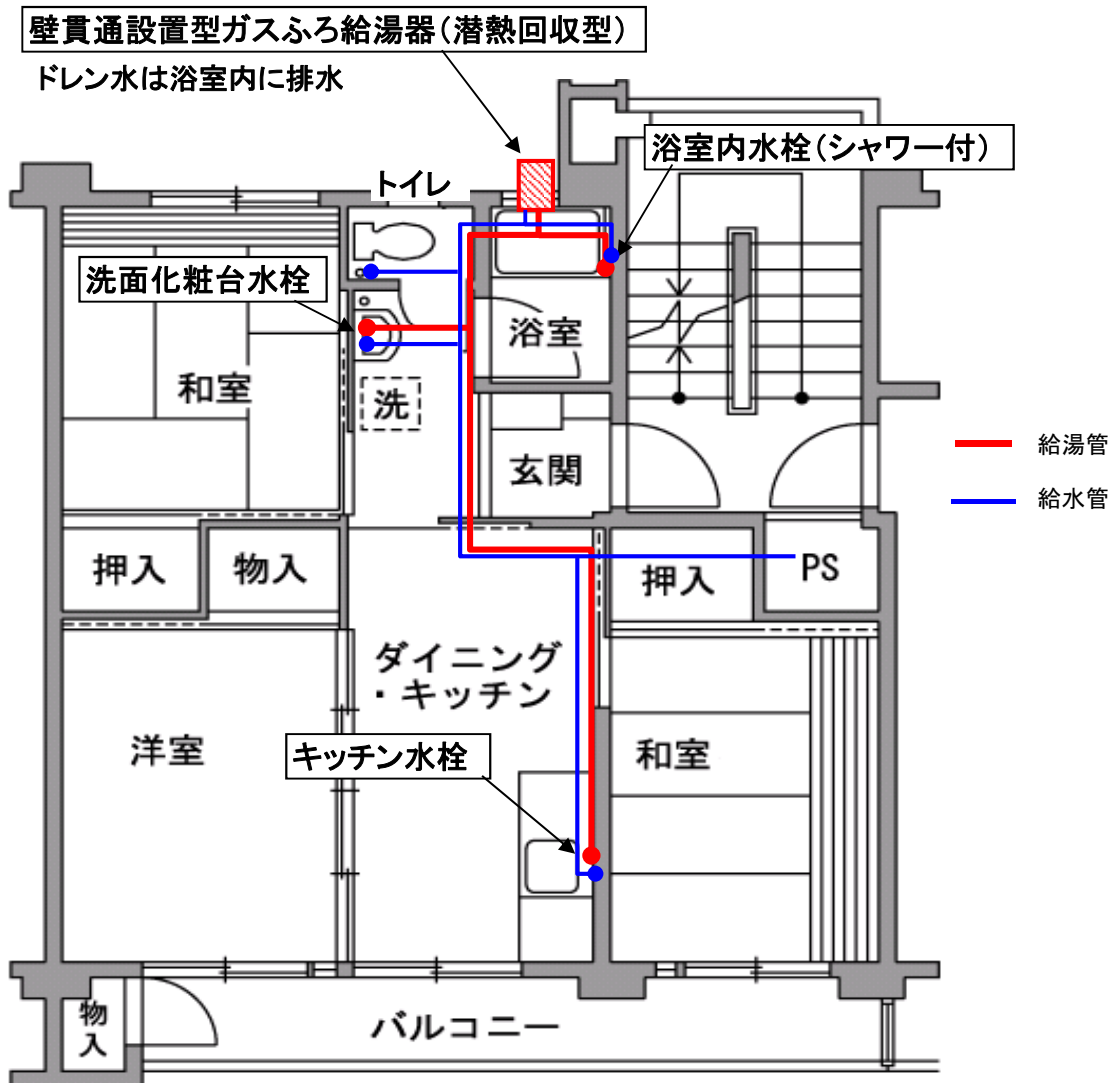 壁貫通設置型ガスふろ給湯器(潜熱回収型)
ドレン水は浴室内に排水
浴室内水栓(シャワー付)
トイレ
洗面化粧台水栓
浴室
和室
洗
玄関
給湯管
給水管
押入
物入
押入
PS
ダイニング
・キッチン
洋室
キッチン水栓
和室
物
入
バルコニー